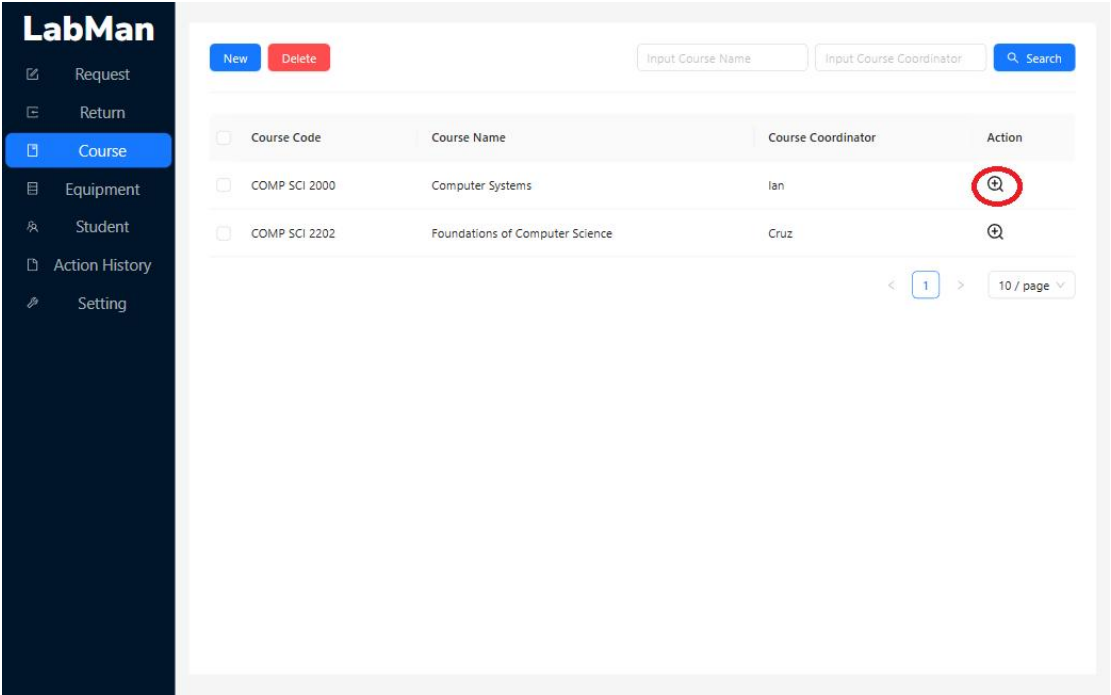 LabMan
Request
Return
Course
Equipment
Student
Action History
Setting
New Delete Input Course Name Input Course Coordinator Search
Course Code Course Name Course Coordinator Action
COMP SCI 2000 Computer Systems Ian
COMP SCI 2202 Foundations of Computer Science Cruz
< 1 > 10 / page